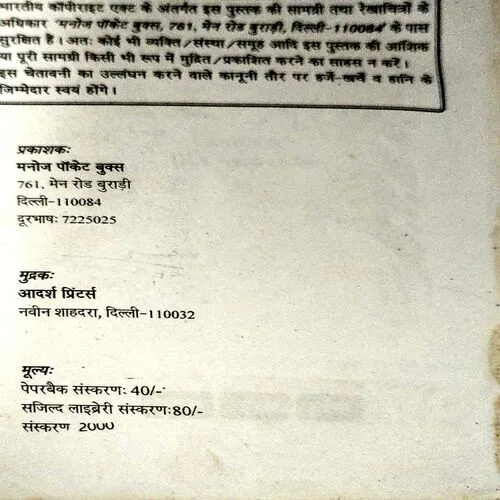 भारतीय कॉपीराइट एक्ट के अंतर्गत इस पुस्तक की सामग्री तथा रेखाचित्रों के
अधिकार 'मनोज पॉकेट बुक्स, 761, मेन रोड बुराड़ी, दिल्ली-110084' के पास
सुरक्षित हैं। अतः कोई भी व्यक्ति/संस्था/समूह आदि इस पुस्तक की आंशिक
या पूरी सामग्री किसी भी रूप में मुद्रित/प्रकाशित करने का साहस न करें।
इस चेतावनी का उल्लंघन करने वाले कानूनी तौर पर हर्जे-खर्चे व हानि के
जिम्मेदार स्वयं होंगे।
प्रकाशकः
मनोज पॉकेट बुक्स
761, मेन रोड बुराड़ी
दिल्ली-110084
दूरभाषः 7225025
मुद्रकः
आदर्श प्रिंटर्स
नवीन शाहदरा, दिल्ली-110032
मूल्यः
पेपरबैक संस्करणः 40/-
सजिल्द लाइब्रेरी संस्करणः80/-
संस्करण 2000